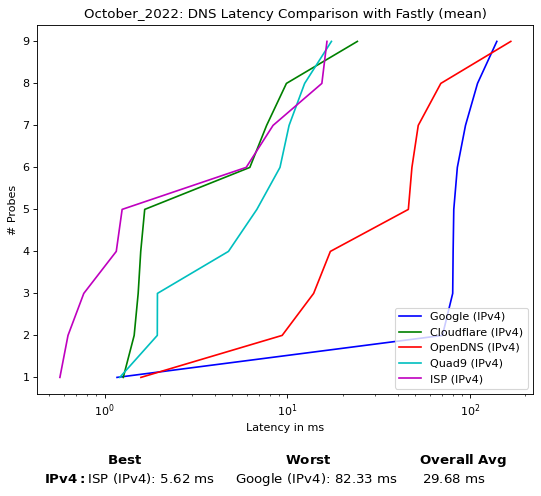 October_2022: DNS Latency Comparison with Fastly (mean)
# Probes
9
8
7
6
5
4
3
2
1
Google (IPv4)
Cloudflare (IPv4)
OpenDNS (IPv4)
Quad9 (IPv4)
ISP (IPv4)
10⁰ 10¹ 10²
Latency in ms
Best Worst Overall Avg
IPv4: ISP (IPv4): 5.62 ms Google (IPv4): 82.33 ms 29.68 ms